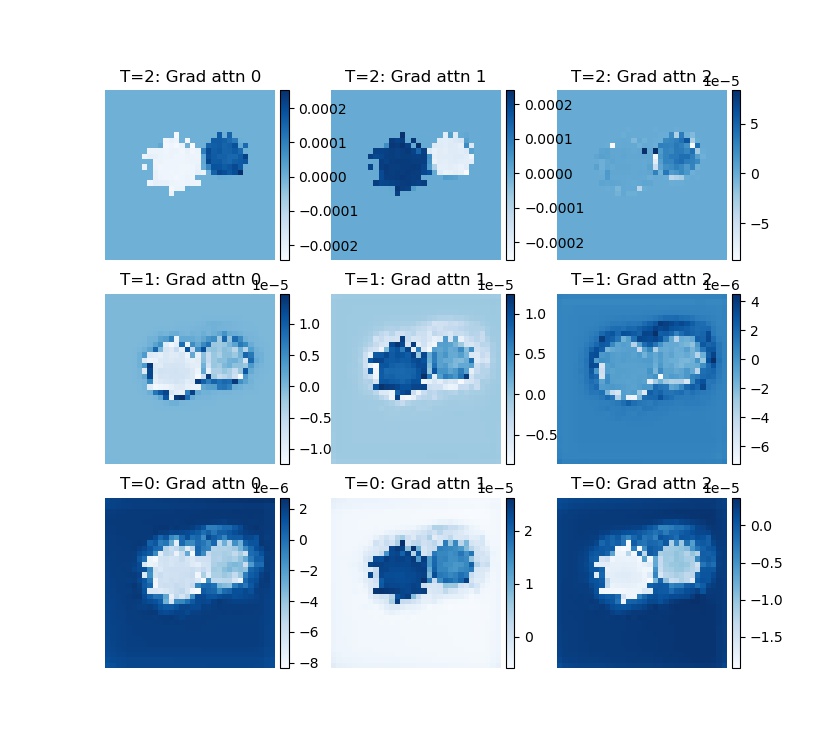 T=2: Grad attn 0
T=2: Grad attn 1
T=2: Grad attn 2
1e−5
0.0002
0.0001
0.0000
−0.0001
−0.0002
0.0002
0.0001
0.0000
−0.0001
−0.0002
5
0
−5
T=1: Grad attn 0
1e−5
T=1: Grad attn 1
1e−5
T=1: Grad attn 2
1e−6
1.0
0.5
0.0
−0.5
−1.0
1.0
0.5
0.0
−0.5
4
2
0
−2
−4
−6
T=0: Grad attn 0
1e−6
T=0: Grad attn 1
1e−5
T=0: Grad attn 2
1e−5
2
0
−2
−4
−6
−8
2
1
0
0.0
−0.5
−1.0
−1.5